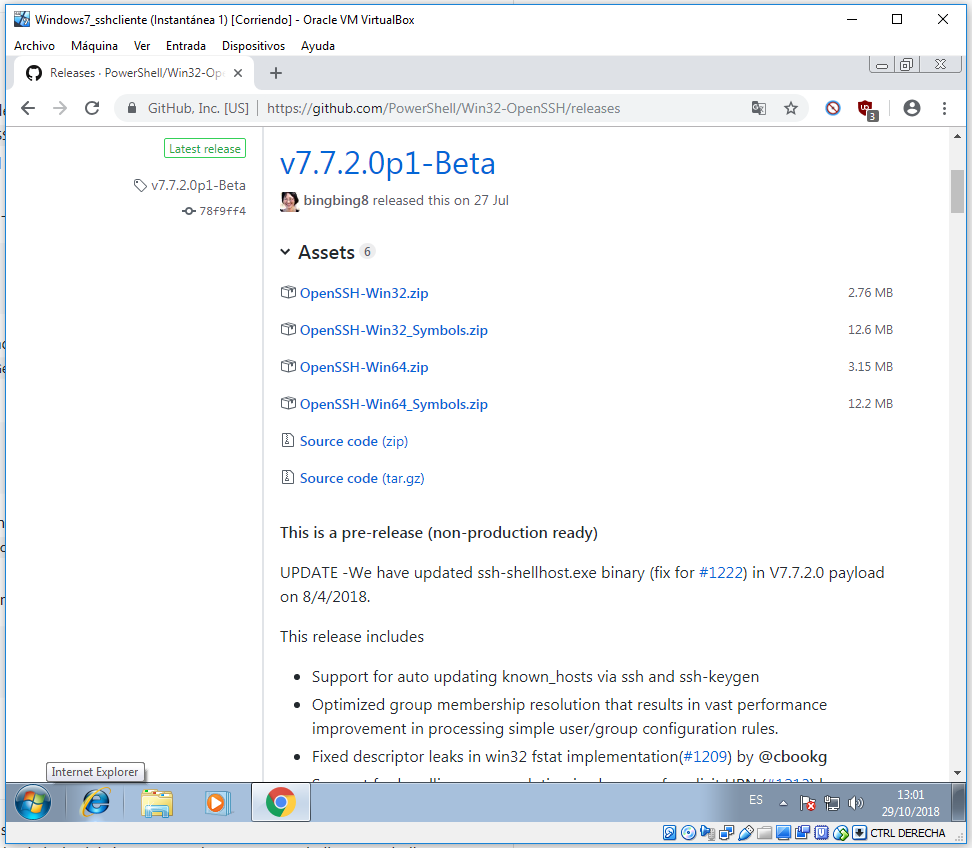 Windows7_sshcliente (Instantánea 1) [Corriendo] - Oracle VM VirtualBox
Archivo Máquina Ver Entrada Dispositivos Ayuda
Releases · PowerShell/Win32-Op
GitHub, Inc. [US] https://github.com/PowerShell/Win32-OpenSSH/releases
3
Latest release
v7.7.2.0p1-Beta
78f9ff4
v7.7.2.0p1-Beta
bingbing8 released this on 27 Jul
Assets 6
OpenSSH-Win32.zip 2.76 MB
OpenSSH-Win32_Symbols.zip 12.6 MB
OpenSSH-Win64.zip 3.15 MB
OpenSSH-Win64_Symbols.zip 12.2 MB
Source code (zip)
Source code (tar.gz)
This is a pre-release (non-production ready)
UPDATE -We have updated ssh-shellhost.exe binary (fix for #1222) in V7.7.2.0 payload
on 8/4/2018.
This release includes
• Support for auto updating known_hosts via ssh and ssh-keygen
• Optimized group membership resolution that results in vast performance
improvement in processing simple user/group configuration rules.
• Fixed descriptor leaks in win32 fstat implementation(#1209) by @cbookg
Internet Explorer
ES
13:01
29/10/2018
CTRL DERECHA